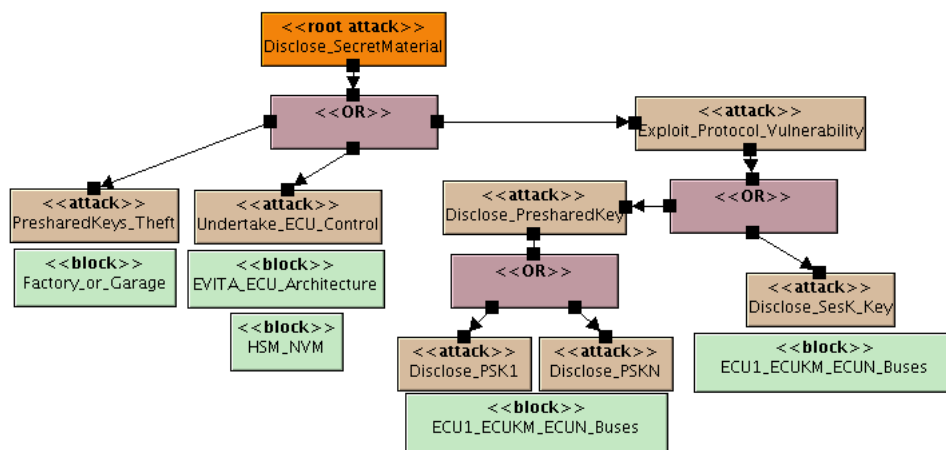 <<root attack>>
Disclose_SecretMaterial
<<OR>>
<<attack>>
Exploit_Protocol_Vulnerability
<<attack>>
PresharedKeys_Theft
<<block>>
Factory_or_Garage
<<attack>>
Undertake_ECU_Control
<<block>>
EVITA_ECU_Architecture
<<block>>
HSM_NVM
<<OR>>
<<attack>>
Disclose_PresharedKey
<<OR>>
<<attack>>
Disclose_PSK1
<<attack>>
Disclose_PSKN
<<block>>
ECU1_ECUKM_ECUN_Buses
<<attack>>
Disclose_SesK_Key
<<block>>
ECU1_ECUKM_ECUN_Buses